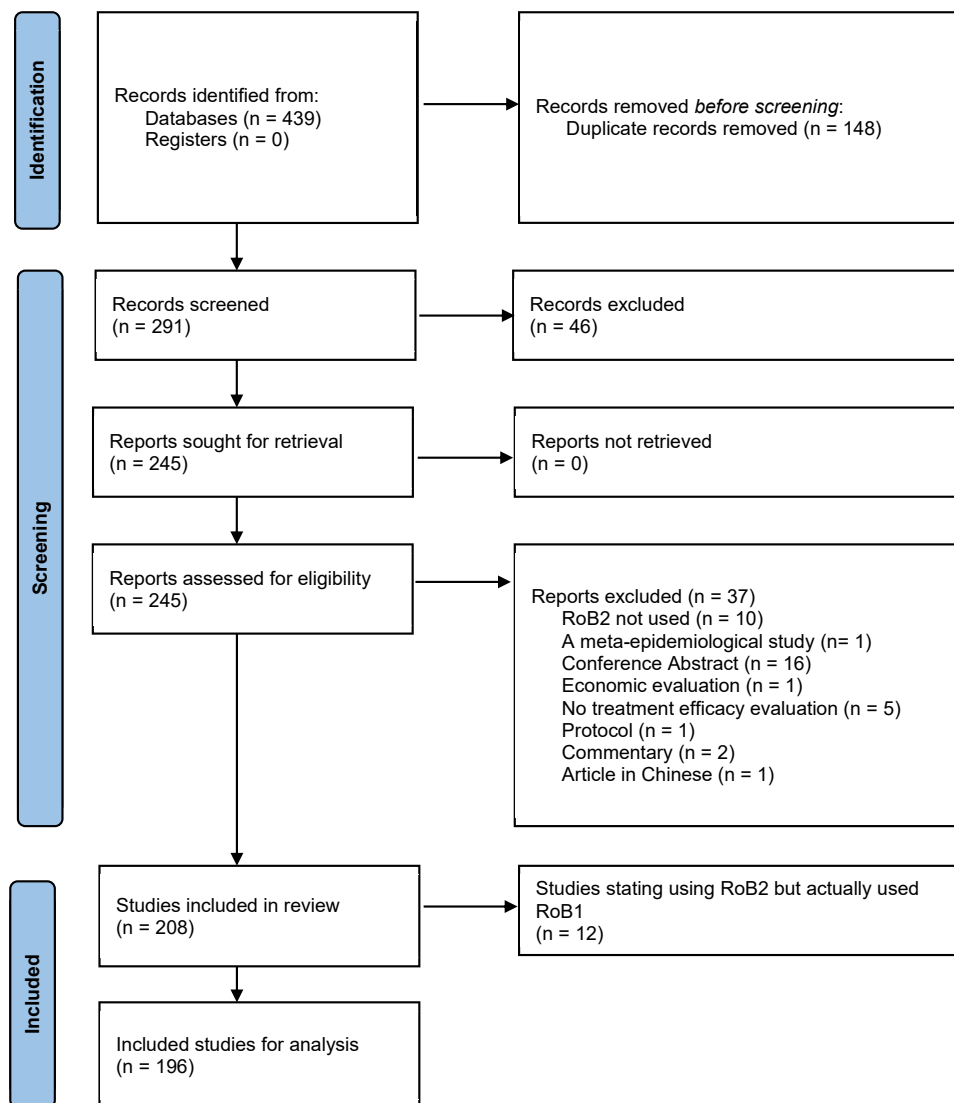 Identification
Records identified from:
Databases (n = 439)
Registers (n = 0)
Records removed before screening:
Duplicate records removed (n = 148)
Screening
Records screened
(n = 291)
Records excluded
(n = 46)
Reports sought for retrieval
(n = 245)
Reports not retrieved
(n = 0)
Reports assessed for eligibility
(n = 245)
Reports excluded (n = 37)
RoB2 not used (n = 10)
A meta-epidemiological study (n= 1)
Conference Abstract (n = 16)
Economic evaluation (n = 1)
No treatment efficacy evaluation (n = 5)
Protocol (n = 1)
Commentary (n = 2)
Article in Chinese (n = 1)
Included
Studies included in review
(n = 208)
Studies stating using RoB2 but actually used
RoB1
(n = 12)
Included studies for analysis
(n = 196)